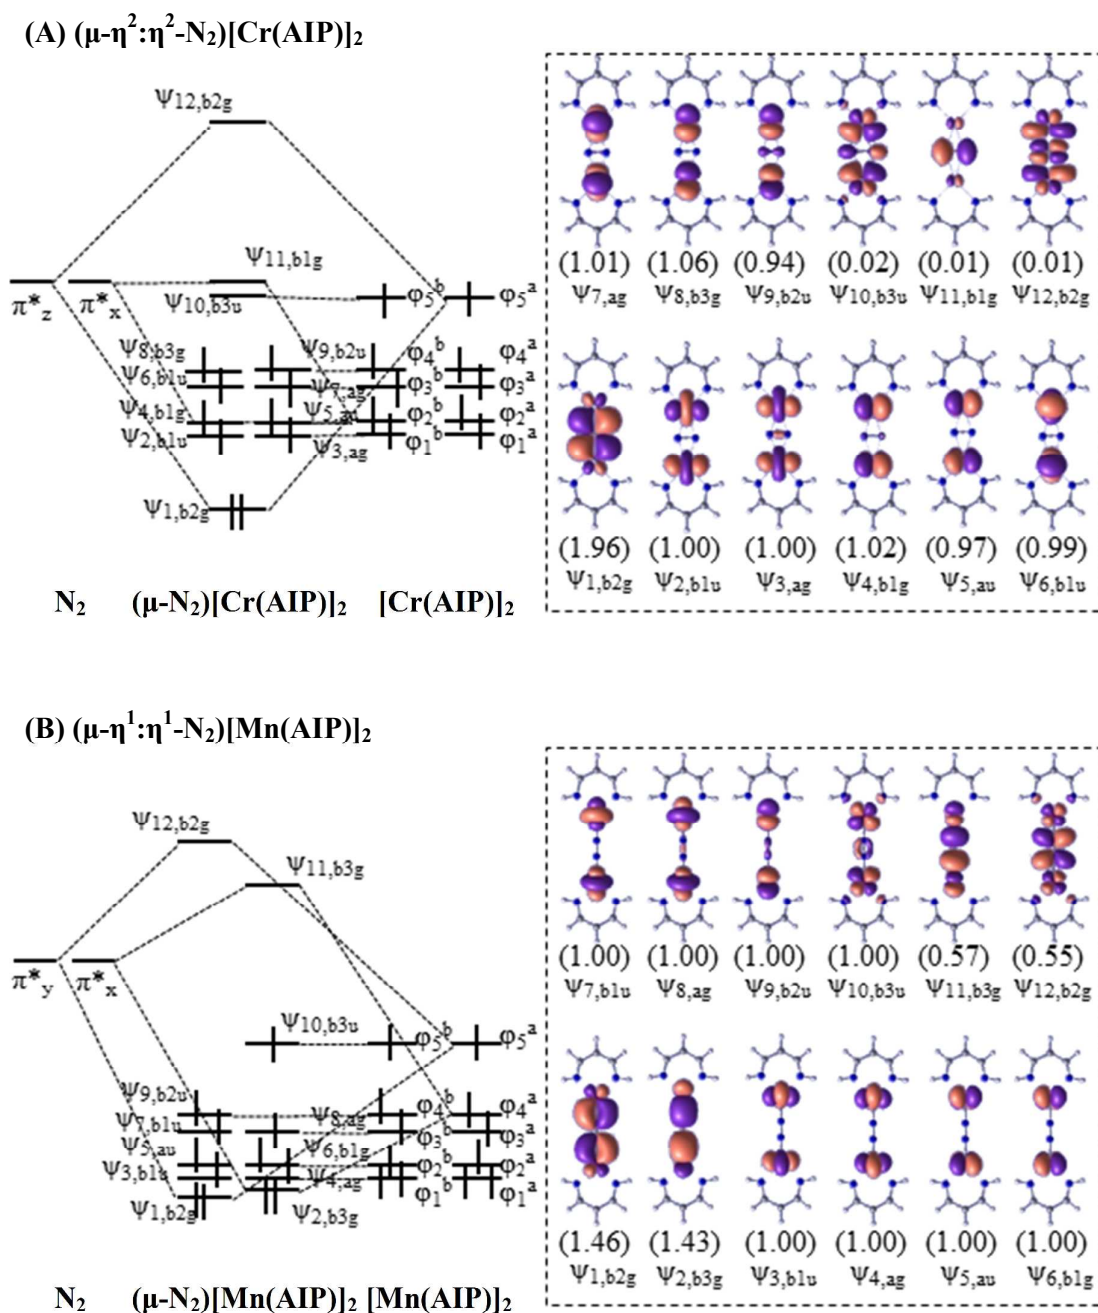 (A) (μ-η²:η²-N₂)[Cr(AIP)]₂
Ψ12,b2g
π*z
π*x
Ψ11,b1g
Ψ10,b3u
φ5b
φ5a
Ψ8,b3g
Ψ9,b2u
φ4b
φ4a
Ψ6,b1u
Ψ7,ag
φ3b
φ3a
Ψ4,b1g
Ψ5,au
φ2b
φ2a
Ψ2,b1u
Ψ3,ag
φ1b
φ1a
Ψ1,b2g
N₂ (μ-N₂)[Cr(AIP)]₂ [Cr(AIP)]₂
(1.01) (1.06) (0.94) (0.02) (0.01) (0.01)
Ψ7,ag Ψ8,b3g Ψ9,b2u Ψ10,b3u Ψ11,b1g Ψ12,b2g
(1.96) (1.00) (1.00) (1.02) (0.97) (0.99)
Ψ1,b2g Ψ2,b1u Ψ3,ag Ψ4,b1g Ψ5,au Ψ6,b1u
(B) (μ-η¹:η¹-N₂)[Mn(AIP)]₂
Ψ12,b2g
Ψ11,b3g
π*y
π*x
Ψ10,b3u
φ5b
φ5a
Ψ9,b2u
Ψ8,ag
φ4b
φ4a
Ψ7,b1u
φ3b
φ3a
Ψ5,au
Ψ6,b1g
φ2b
φ2a
Ψ3,b1u
Ψ4,ag
φ1b
φ1a
Ψ1,b2g
Ψ2,b3g
N₂ (μ-N₂)[Mn(AIP)]₂ [Mn(AIP)]₂
(1.00) (1.00) (1.00) (1.00) (0.57) (0.55)
Ψ7,b1u Ψ8,ag Ψ9,b2u Ψ10,b3u Ψ11,b3g Ψ12,b2g
(1.46) (1.43) (1.00) (1.00) (1.00) (1.00)
Ψ1,b2g Ψ2,b3g Ψ3,b1u Ψ4,ag Ψ5,au Ψ6,b1g